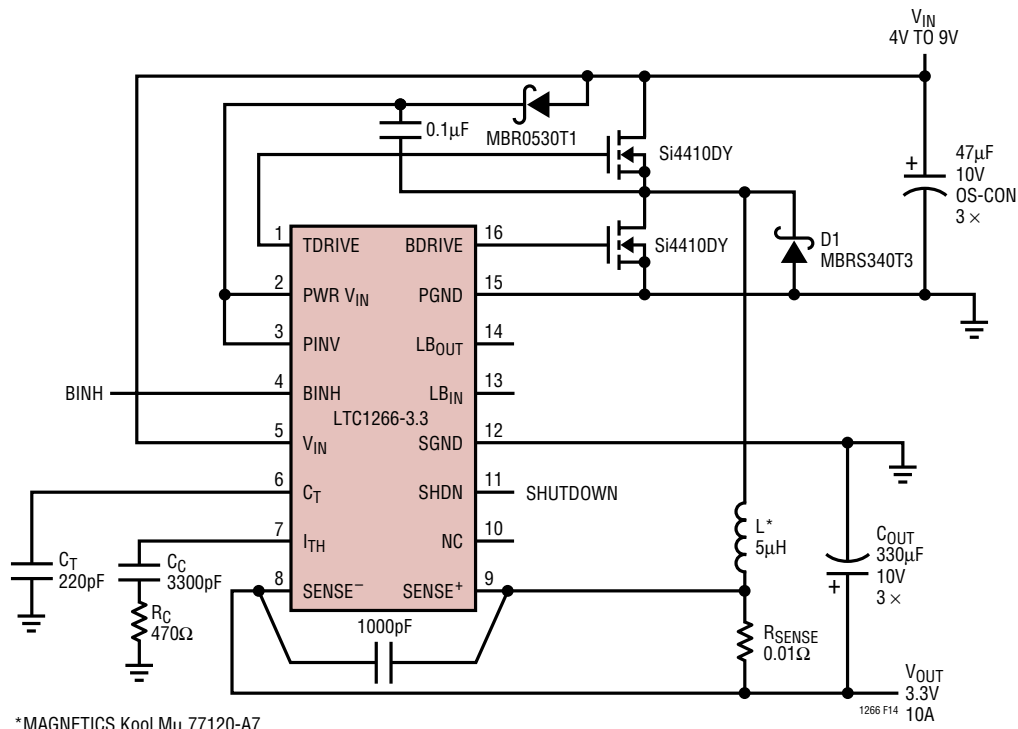 V_IN
4V TO 9V
0.1µF
MBR0530T1
Si4410DY
47µF
10V
OS-CON
3 ×
+
Si4410DY
D1
MBRS340T3
1 TDRIVE BDRIVE 16
2 PWR V_IN PGND 15
3 PINV LB_OUT 14
BINH 4 BINH LB_IN 13
LTC1266-3.3
5 V_IN SGND 12
6 C_T SHDN 11 SHUTDOWN
7 I_TH NC 10
8 SENSE⁻ SENSE⁺ 9
C_T
220pF
C_C
3300pF
R_C
470Ω
1000pF
L*
5µH
C_OUT
330µF
10V
3 ×
+
R_SENSE
0.01Ω
V_OUT
3.3V
10A
1266 F14
*MAGNETICS Kool Mu 77120-A7